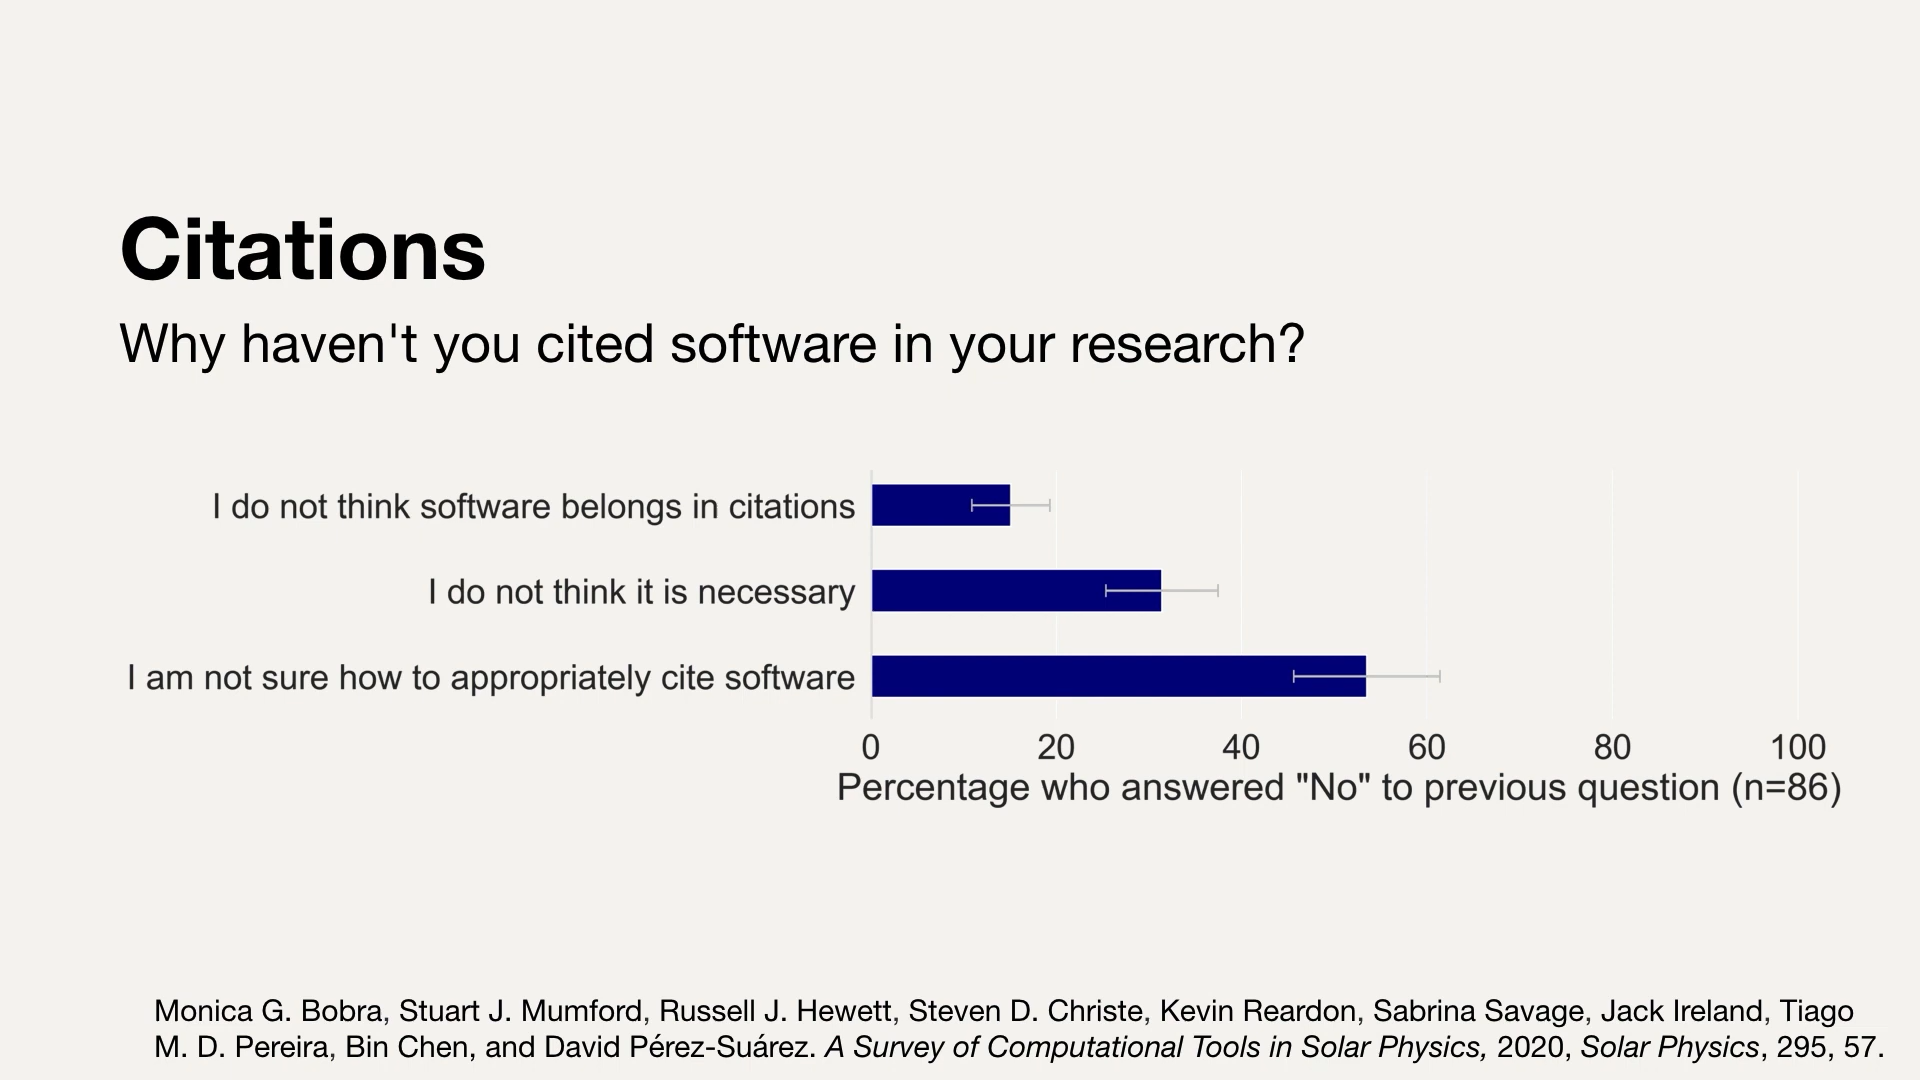 Citations
Why haven't you cited software in your research?
I do not think software belongs in citations
I do not think it is necessary
I am not sure how to appropriately cite software
0 20 40 60 80 100
Percentage who answered "No" to previous question (n=86)
Monica G. Bobra, Stuart J. Mumford, Russell J. Hewett, Steven D. Christe, Kevin Reardon, Sabrina Savage, Jack Ireland, Tiago
M. D. Pereira, Bin Chen, and David Pérez-Suárez. A Survey of Computational Tools in Solar Physics, 2020, Solar Physics, 295, 57.